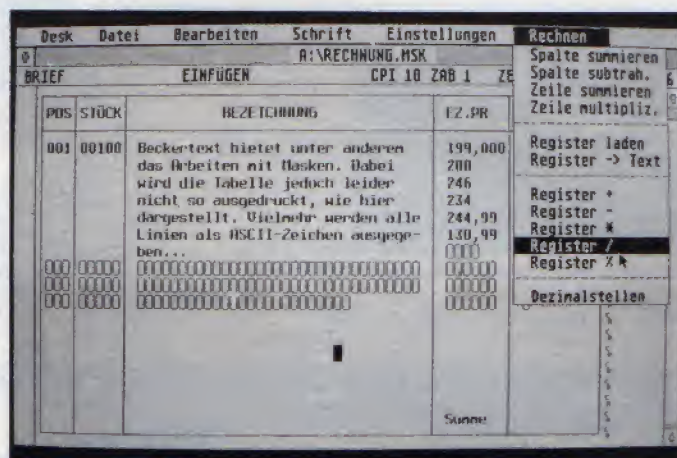 Desk Datei Bearbeiten Schrift Einstellungen Rechnen
A:\RECHNUNG.MSK
BRIEF EINFÜGEN CPI 10 ZAB 1 ZE
POS STÜCK BEZEICHNUNG EZ.PR
001 00100 Beckertext bietet unter anderem 199,000
das Arbeiten mit Masken. Dabei 200
wird die Tabelle jedoch leider 246
nicht so ausgedruckt, wie hier 234
dargestellt. Vielmehr werden alle 244,99
Linien als ASCII-Zeichen ausgege- 130,99
ben...
Summe
Spalte summieren
Spalte subtrah.
Zeile summieren
Zeile multipliz.
Register laden
Register -> Text
Register +
Register -
Register *
Register /
Register %
Dezimalstellen